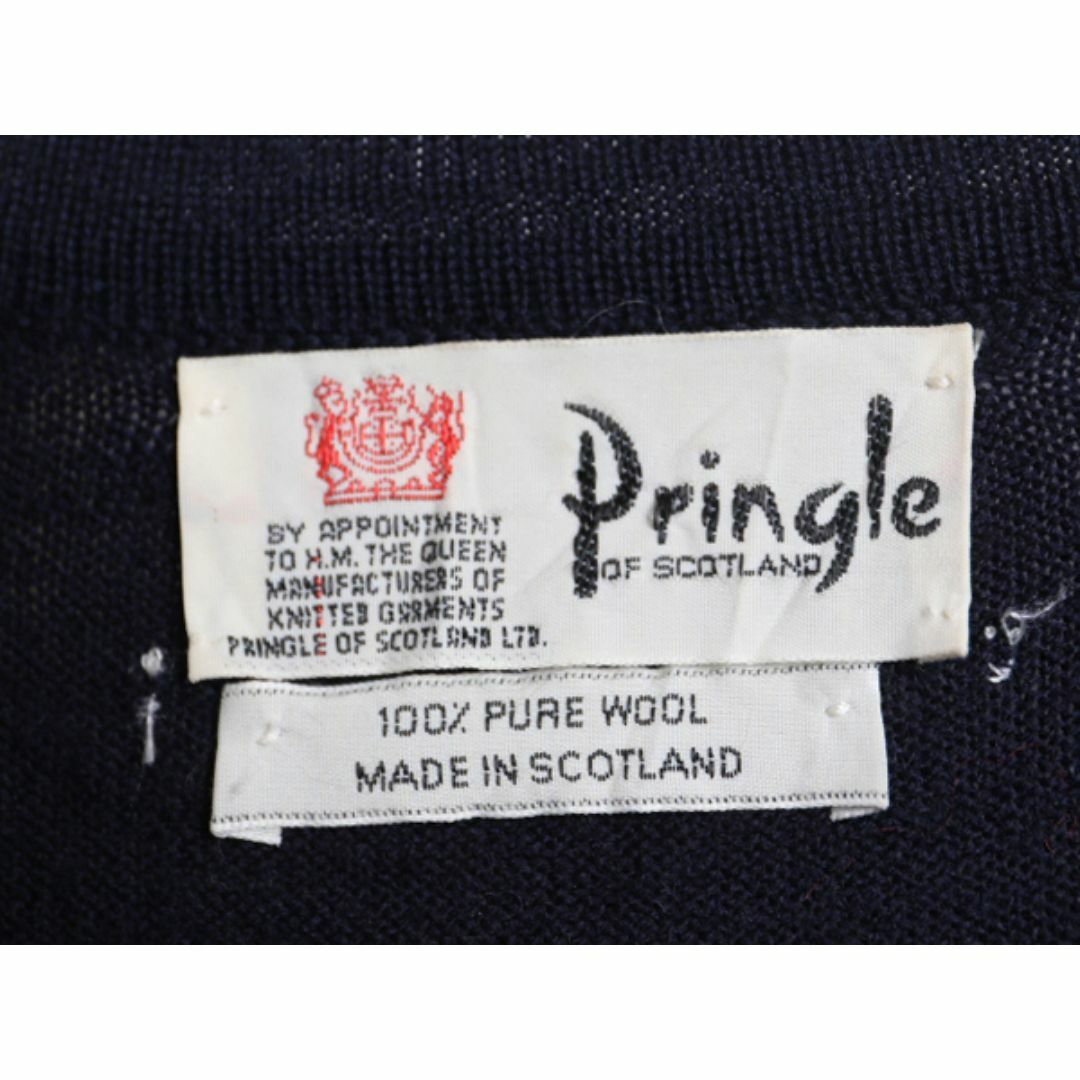 BY APPOINTMENT
TO H.M. THE QUEEN
MANUFACTURERS OF
KNITTED GARMENTS
PRINGLE OF SCOTLAND LTD.
Pringle
OF SCOTLAND
100% PURE WOOL
MADE IN SCOTLAND